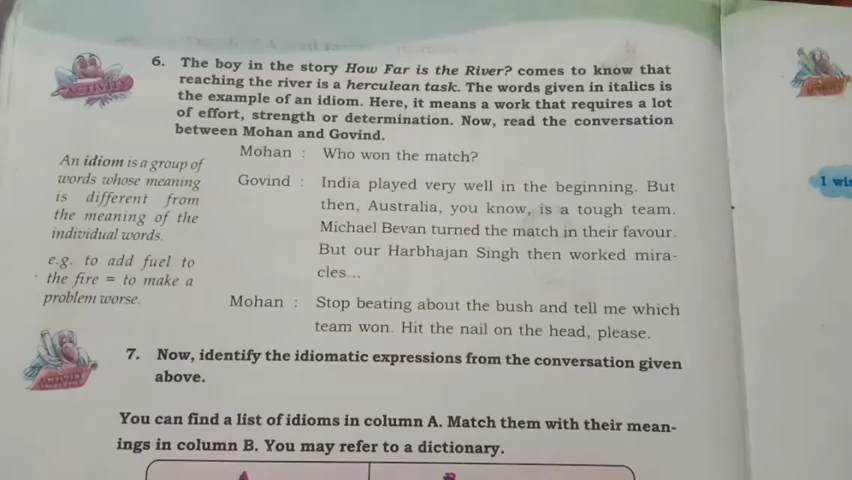 6. The boy in the story How Far is the River? comes to know that
reaching the river is a herculean task. The words given in italics is
the example of an idiom. Here, it means a work that requires a lot
of effort, strength or determination. Now, read the conversation
between Mohan and Govind.
ACTIVITY
An idiom is a group of
words whose meaning
is different from
the meaning of the
individual words.
e.g. to add fuel to
the fire = to make a
problem worse.
Mohan : Who won the match?
Govind : India played very well in the beginning. But
then, Australia, you know, is a tough team.
Michael Bevan turned the match in their favour.
But our Harbhajan Singh then worked mira-
cles...
Mohan : Stop beating about the bush and tell me which
team won. Hit the nail on the head, please.
ACTIVITY
7. Now, identify the idiomatic expressions from the conversation given
above.
You can find a list of idioms in column A. Match them with their mean-
ings in column B. You may refer to a dictionary.
A B
I wis